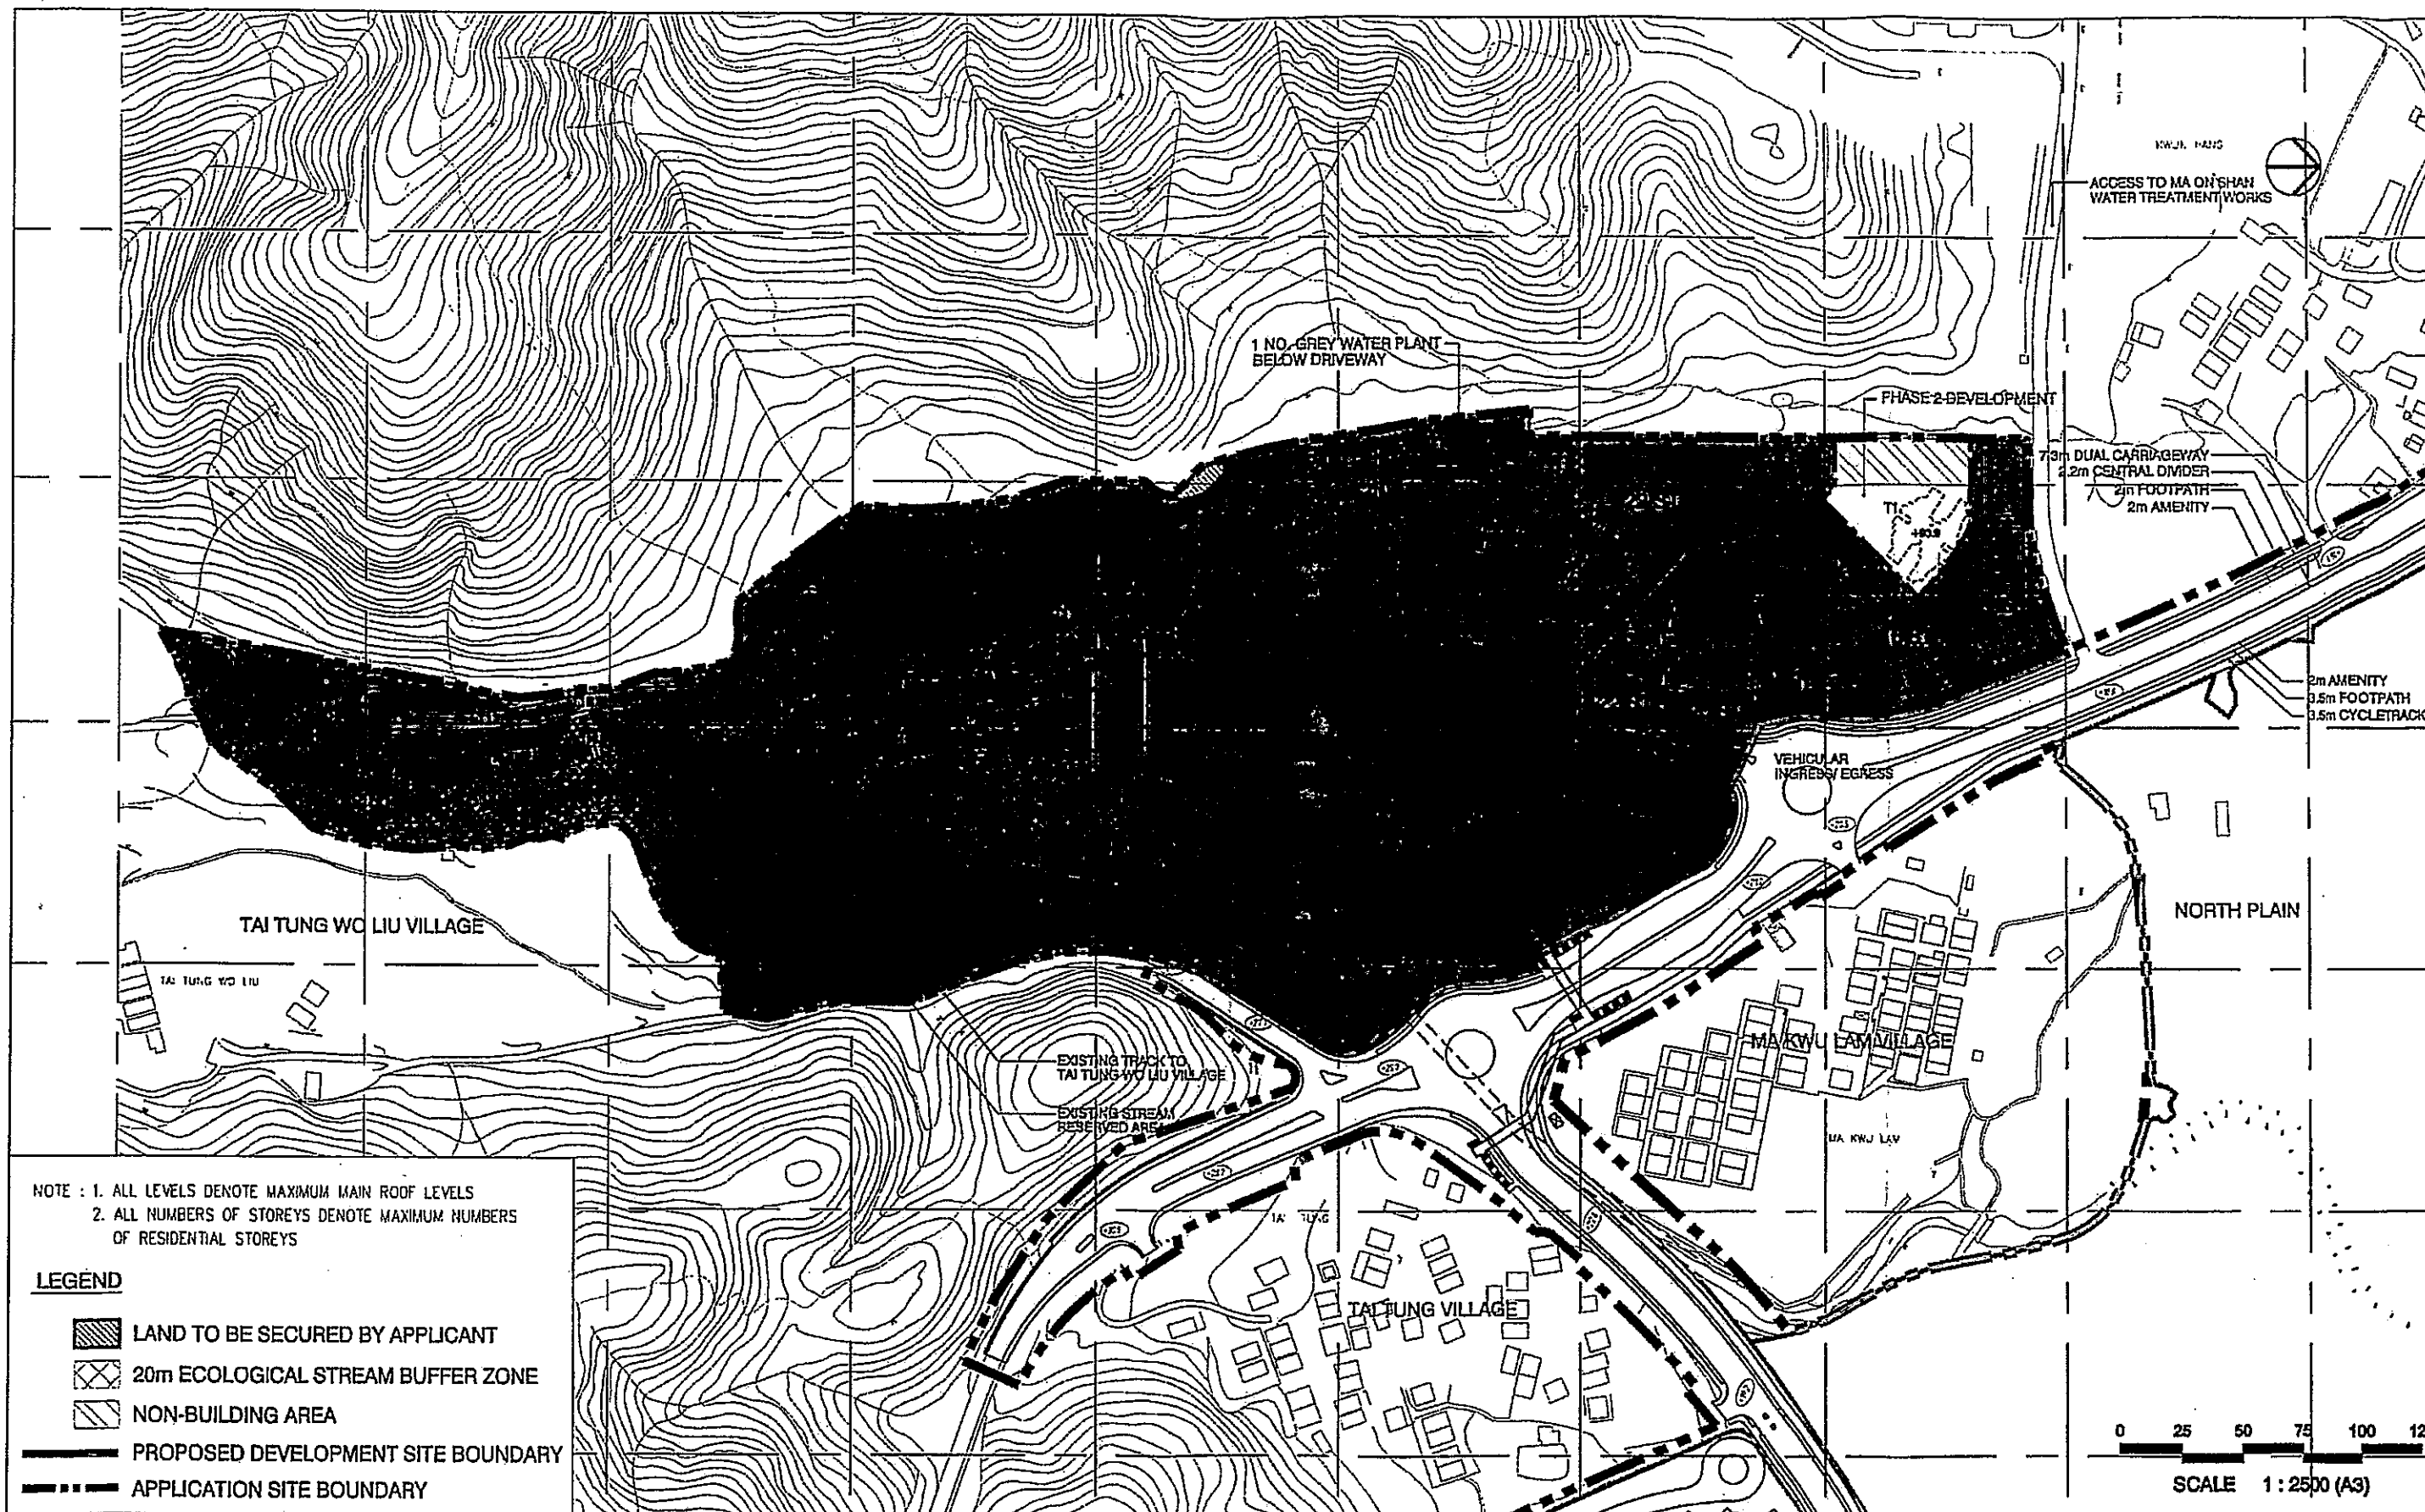 KWUN HANG
ACCESS TO MA ON SHAN
WATER TREATMENT WORKS
1 NO. GREY WATER PLANT
BELOW DRIVEWAY
PHASE 2 DEVELOPMENT
7.3m DUAL CARRIAGEWAY
2.2m CENTRAL DIVIDER
2m FOOTPATH
2m AMENITY
T1
2m AMENITY
3.5m FOOTPATH
3.5m CYCLETRACK
VEHICULAR
INGRESS/ EGRESS
TAI TUNG WO LIU VILLAGE
NORTH PLAIN
TAI TUNG WO LIU
MA KWU LAM VILLAGE
EXISTING TRACK TO
TAI TUNG WO LIU VILLAGE
EXISTING STREAM
RESERVED AREA
MA KWU LAM
TAI TUNG
TAI TUNG VILLAGE
NOTE : 1. ALL LEVELS DENOTE MAXIMUM MAIN ROOF LEVELS
2. ALL NUMBERS OF STOREYS DENOTE MAXIMUM NUMBERS
OF RESIDENTIAL STOREYS
LEGEND
LAND TO BE SECURED BY APPLICANT
20m ECOLOGICAL STREAM BUFFER ZONE
NON-BUILDING AREA
PROPOSED DEVELOPMENT SITE BOUNDARY
APPLICATION SITE BOUNDARY
0 25 50 75 100 12
SCALE 1 : 2500 (A3)